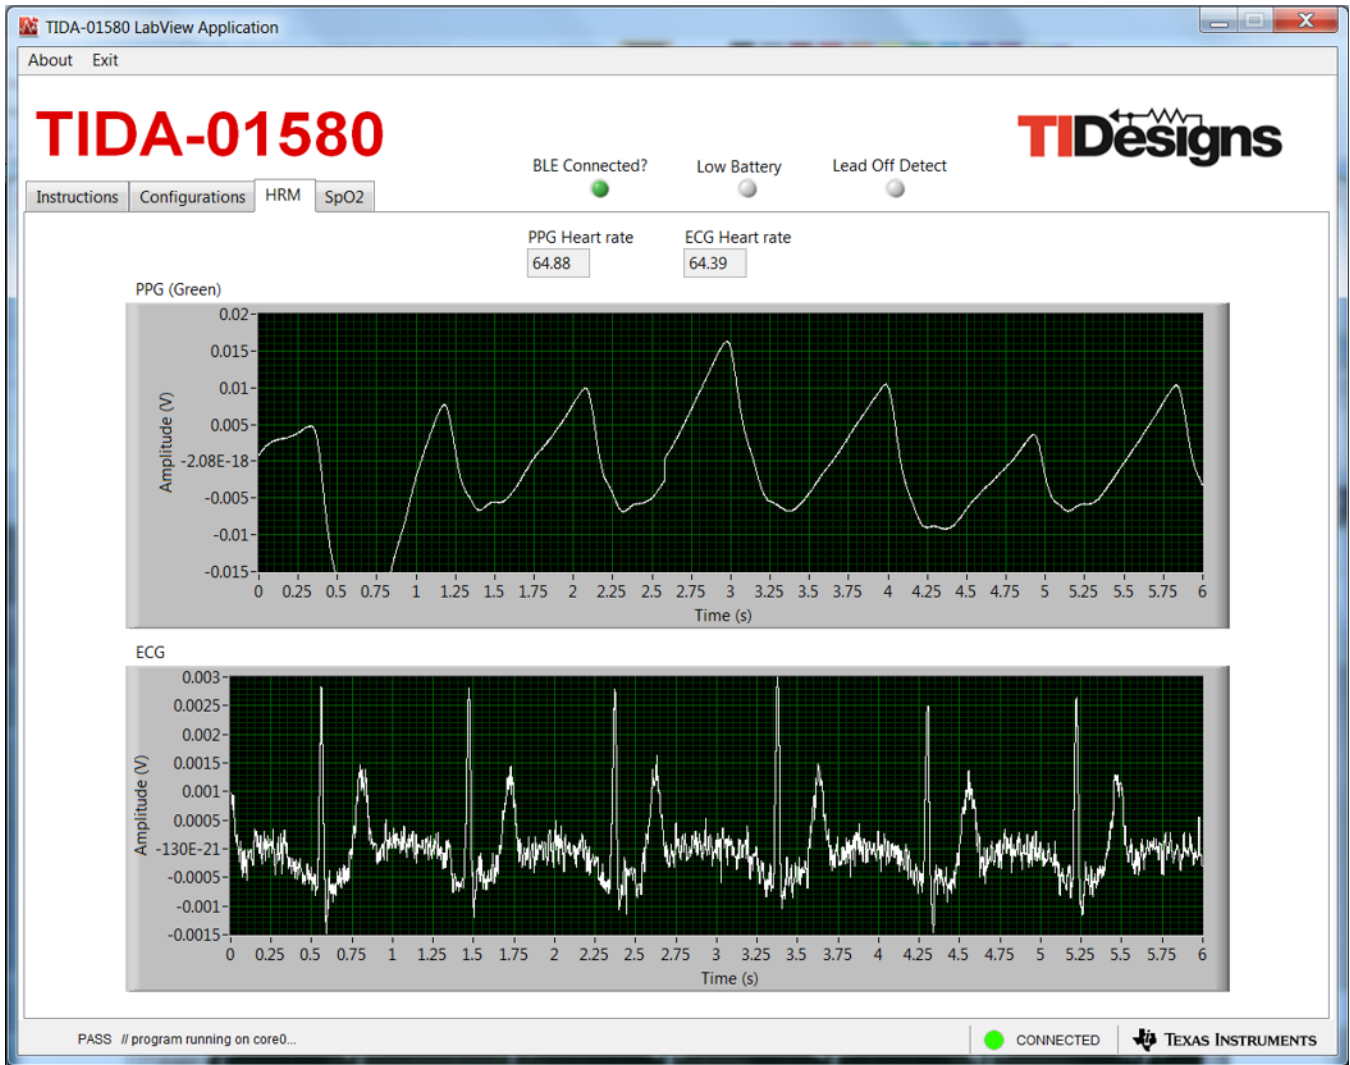 TIDA-01580 LabView Application
About Exit
TIDA-01580
TIDesigns
BLE Connected? Low Battery Lead Off Detect
Instructions Configurations HRM SpO2
PPG Heart rate ECG Heart rate
64.88 64.39
PPG (Green)
0.02
0.015
0.01
0.005
-2.08E-18
-0.005
-0.01
-0.015
Amplitude (V)
0 0.25 0.5 0.75 1 1.25 1.5 1.75 2 2.25 2.5 2.75 3 3.25 3.5 3.75 4 4.25 4.5 4.75 5 5.25 5.5 5.75 6
Time (s)
ECG
0.003
0.0025
0.002
0.0015
0.001
0.0005
-130E-21
-0.0005
-0.001
-0.0015
Amplitude (V)
0 0.25 0.5 0.75 1 1.25 1.5 1.75 2 2.25 2.5 2.75 3 3.25 3.5 3.75 4 4.25 4.5 4.75 5 5.25 5.5 5.75 6
Time (s)
PASS // program running on core0... CONNECTED TEXAS INSTRUMENTS